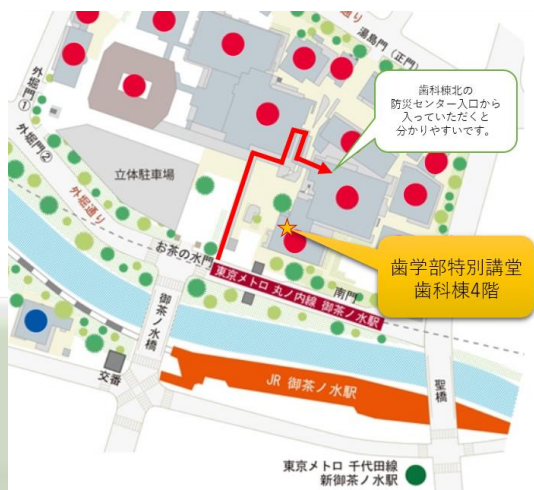 湯島門(正門)
外堀門①
外堀門②
外堀通り
立体駐車場
歯科棟北の
防災センター入口から
入っていただくと
分かりやすいです。
お茶の水門
東京メトロ 丸ノ内線 御茶ノ水駅
南門
歯学部特別講堂
歯科棟4階
御茶ノ水橋
交番
JR 御茶ノ水駅
聖橋
東京メトロ 千代田線
新御茶ノ水駅